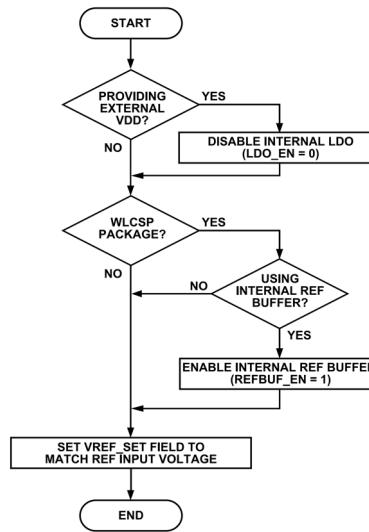 START
PROVIDING
EXTERNAL
VDD?
YES
NO
DISABLE INTERNAL LDO
(LDO_EN = 0)
WLCSP
PACKAGE?
YES
NO
USING
INTERNAL REF
BUFFER?
NO
YES
ENABLE INTERNAL REF BUFFER
(REFBUF_EN = 1)
SET VREF_SET FIELD TO
MATCH REF INPUT VOLTAGE
END